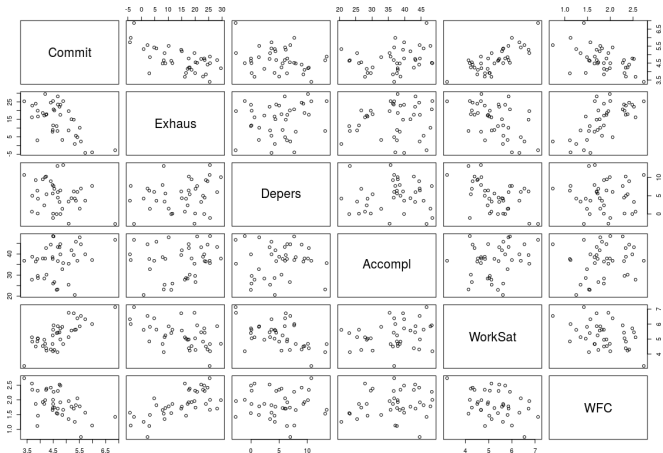 -5 0 5 10 15 20 25 30
20 25 30 35 40 45
1.0 1.5 2.0 2.5
Commit
3.5 4.5 5.5 6.5
-5 5 15 25
Exhaus
Depers
0 5 10
20 30 40
Accompl
WorkSat
4 5 6 7
1.0 1.5 2.0 2.5
WFC
3.5 4.5 5.5 6.5
0 5 10
4 5 6 7